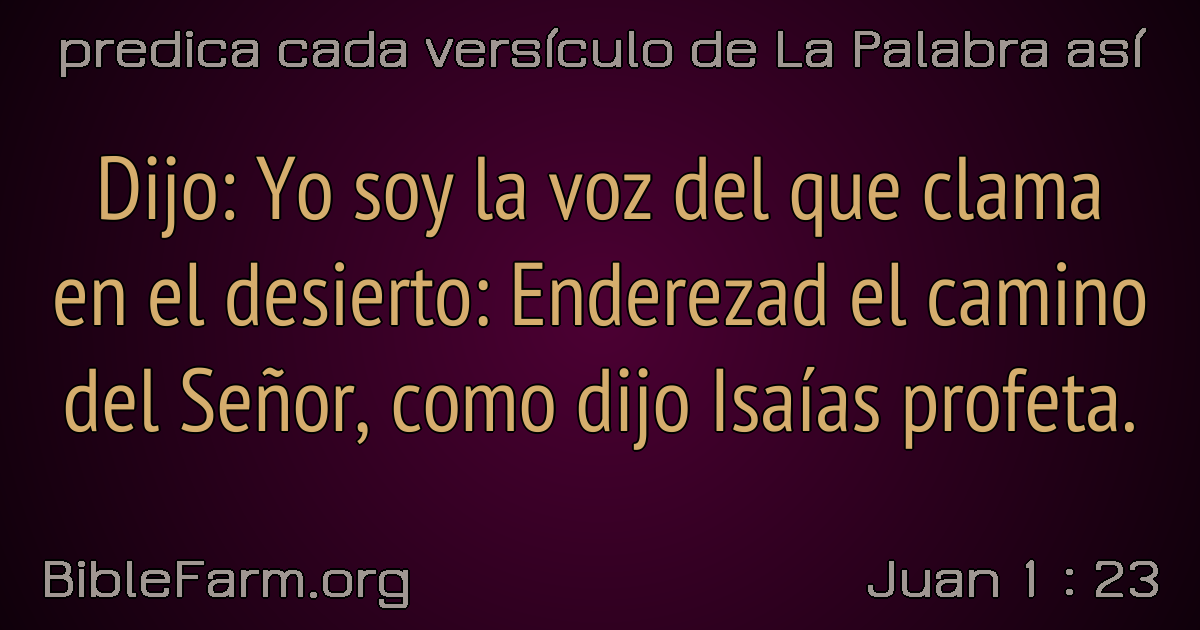 predica cada versículo de La Palabra así
Dijo: Yo soy la voz del que clama
en el desierto: Enderezad el camino
del Señor, como dijo Isaías profeta.
BibleFarm.org
Juan 1 : 23